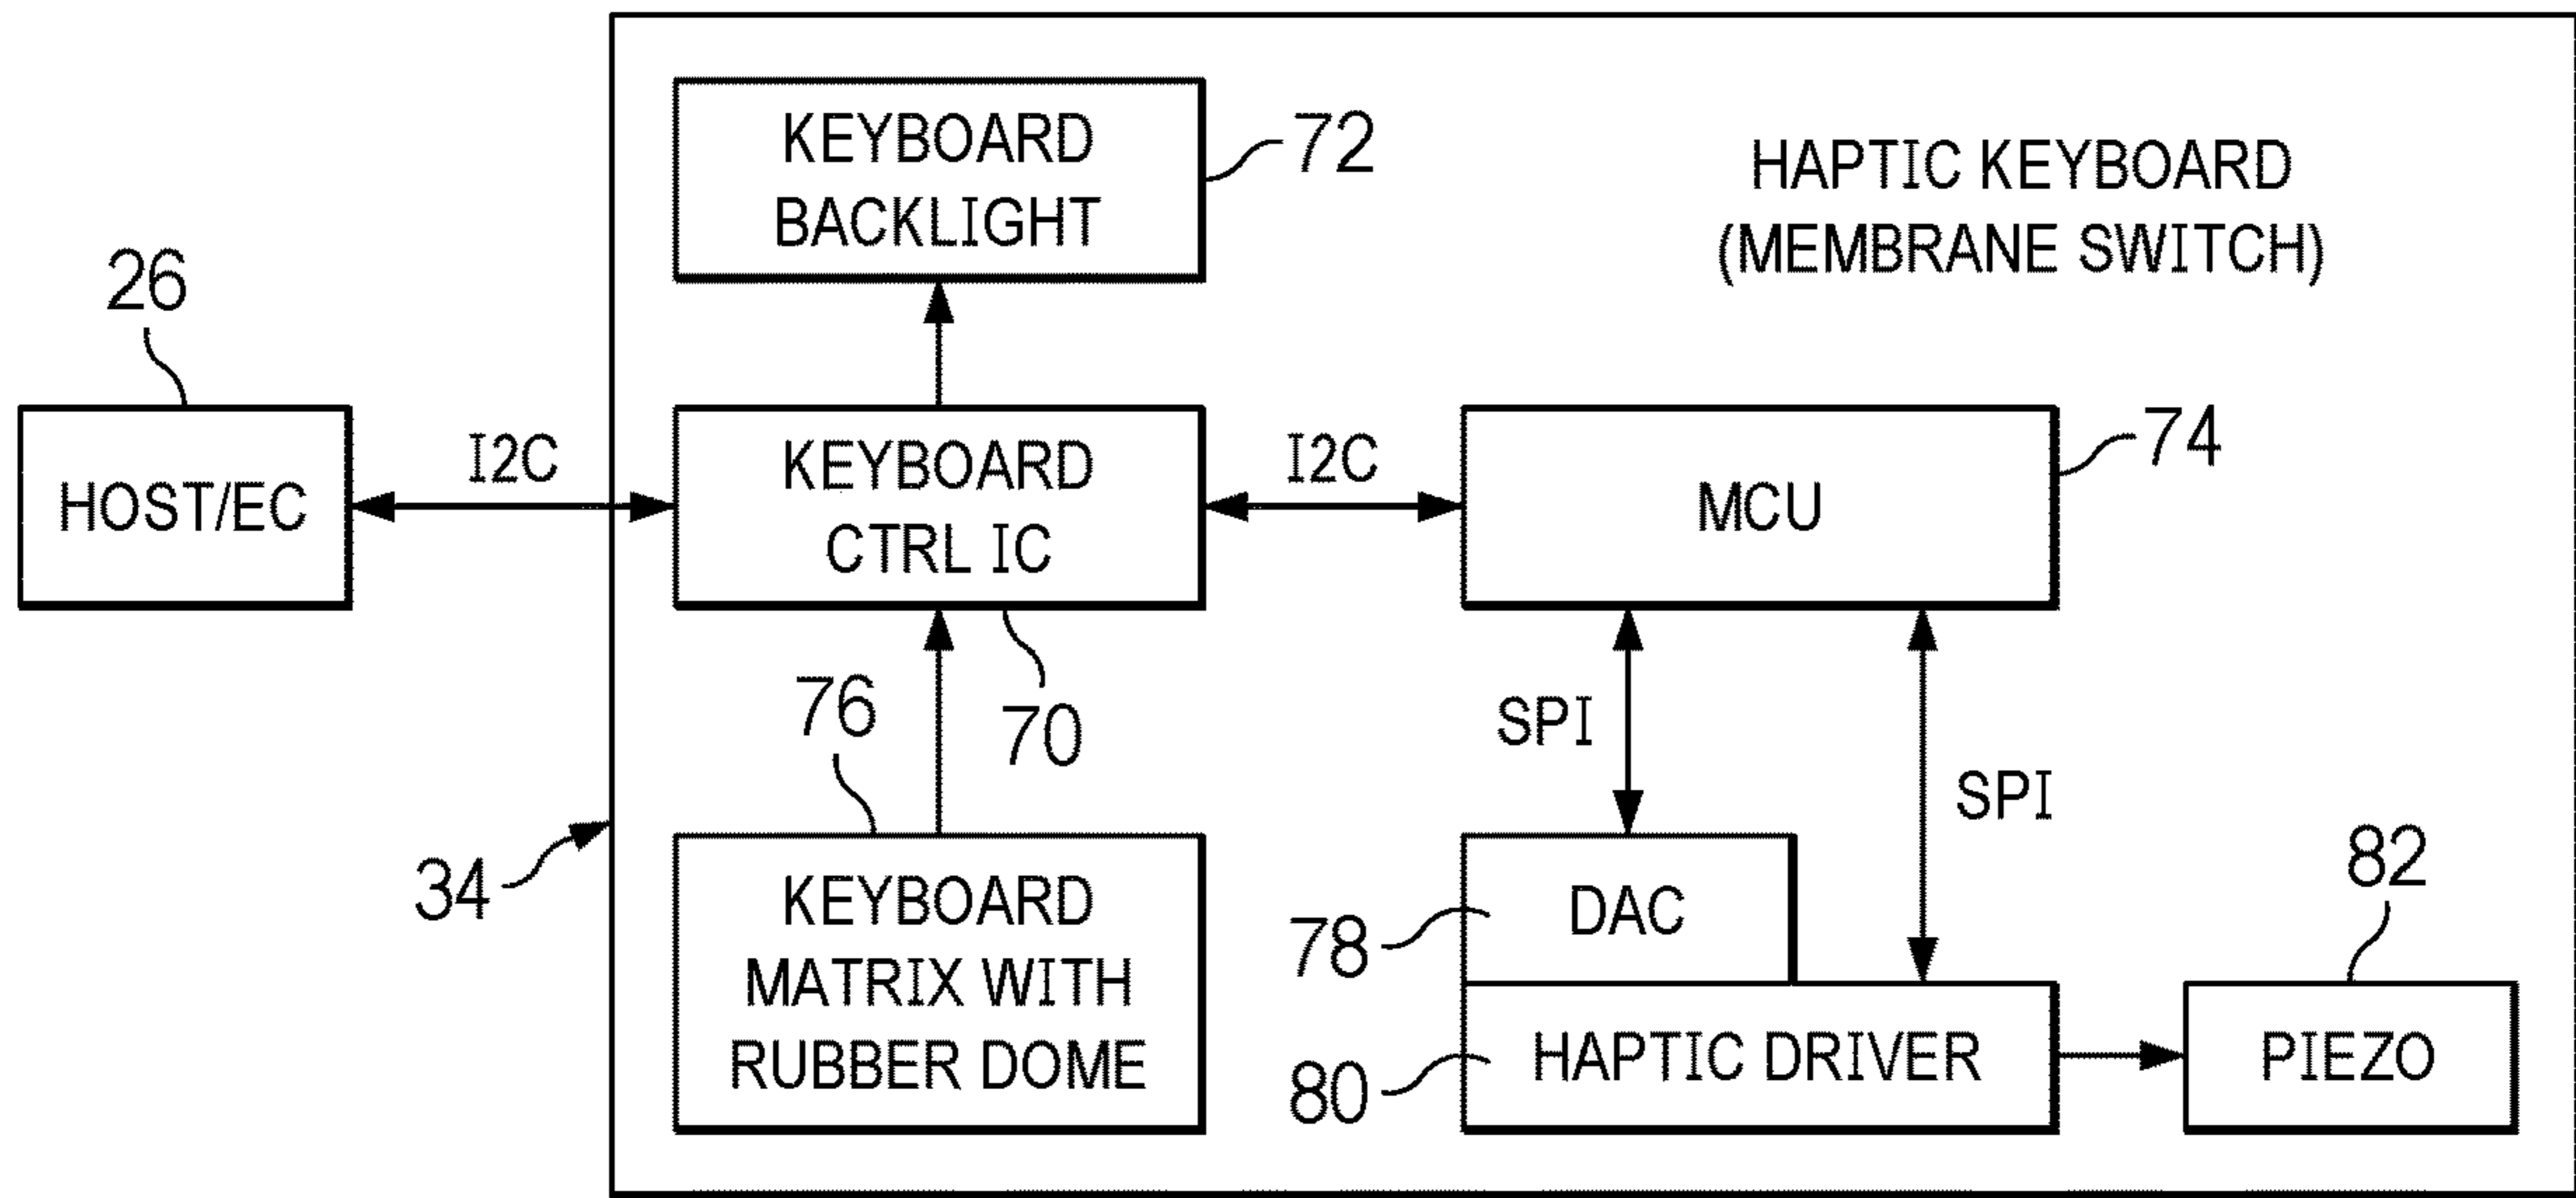 KEYBOARD
BACKLIGHT
72
HAPTIC KEYBOARD
(MEMBRANE SWITCH)
26
HOST/EC
I2C
KEYBOARD
CTRL IC
I2C
MCU
74
76
70
SPI
SPI
34
KEYBOARD
MATRIX WITH
RUBBER DOME
78
DAC
80
HAPTIC DRIVER
82
PIEZO